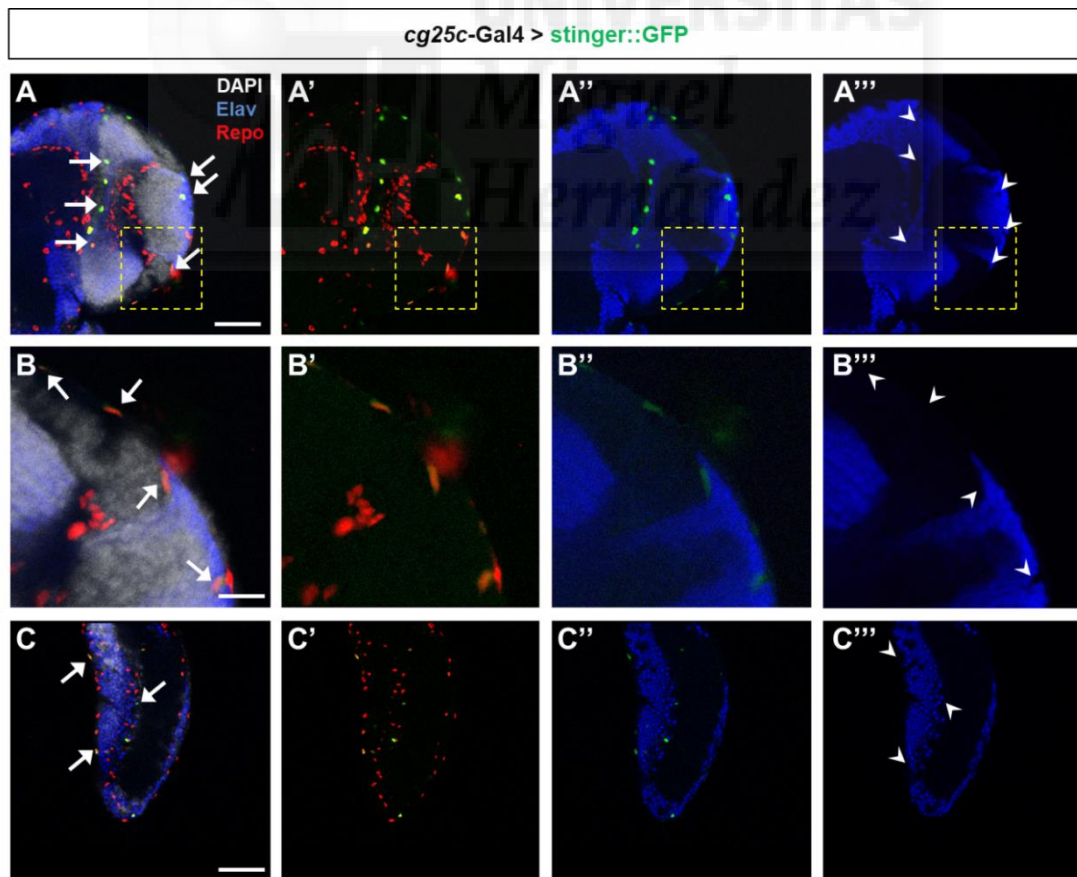 UNIVERSITAS
Miguel
Hernández
cg25c-Gal4 > stinger::GFP
A
DAPI
Elav
Repo
A'
A''
A'''
B
B'
B''
B'''
C
C'
C''
C'''